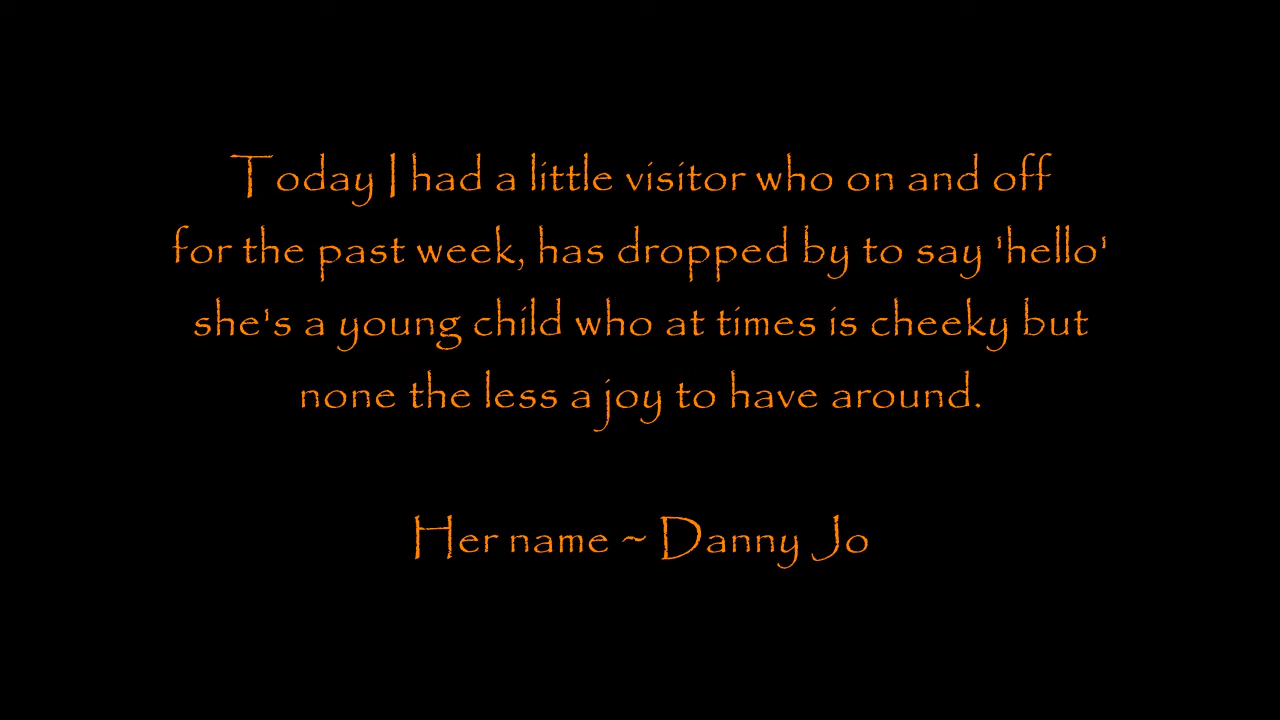 Today I had a little visitor who on and off
for the past week, has dropped by to say 'hello'
she's a young child who at times is cheeky but
none the less a joy to have around.
Her name ~ Danny Jo